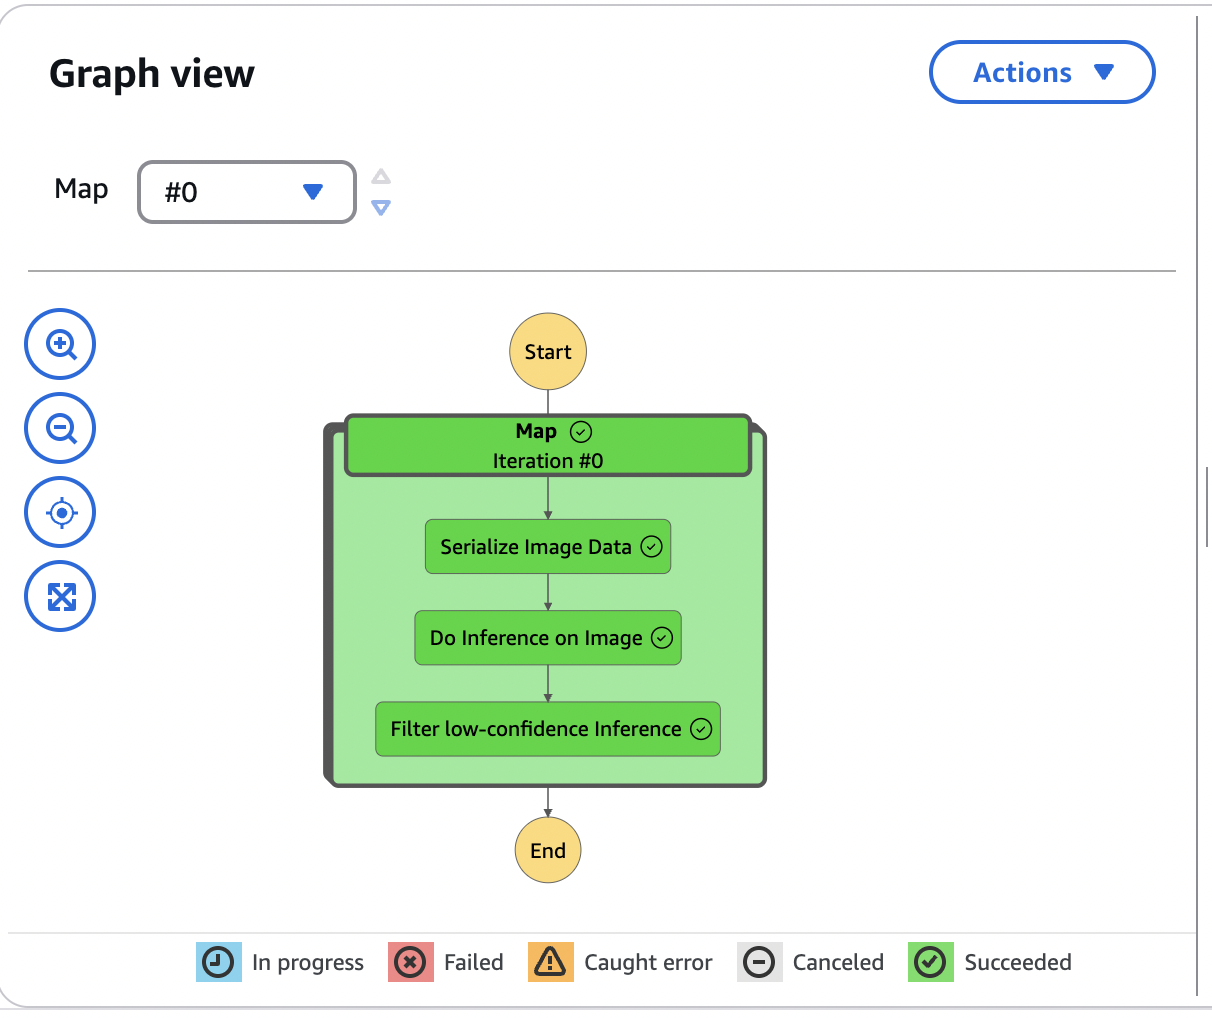 Graph view
Actions
Map
#0
Start
Map
Iteration #0
Serialize Image Data
Do Inference on Image
Filter low-confidence Inference
End
In progress
Failed
Caught error
Canceled
Succeeded